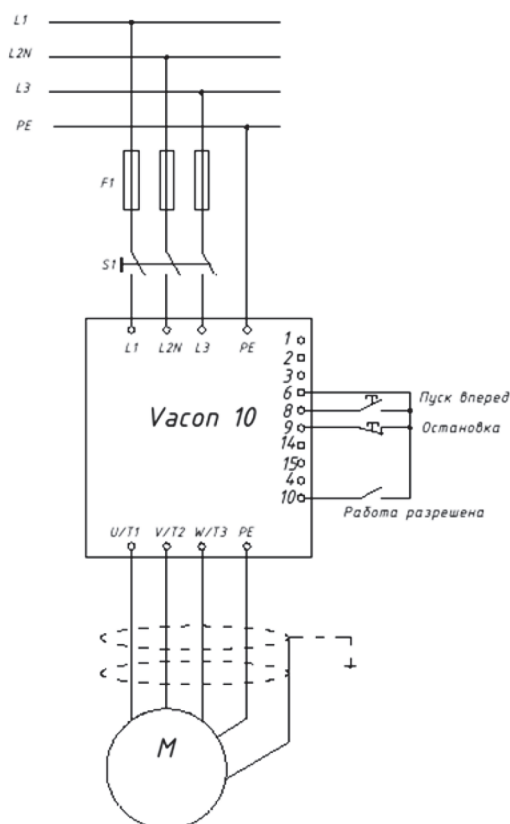 L1
L2N
L3
PE
F1
S1
L1 L2N L3 PE
1
2
3
6
8 Пуск вперед
9 Остановка
14
15
4
10
Работа разрешена
Vacon 10
U/T1 V/T2 W/T3 PE
M